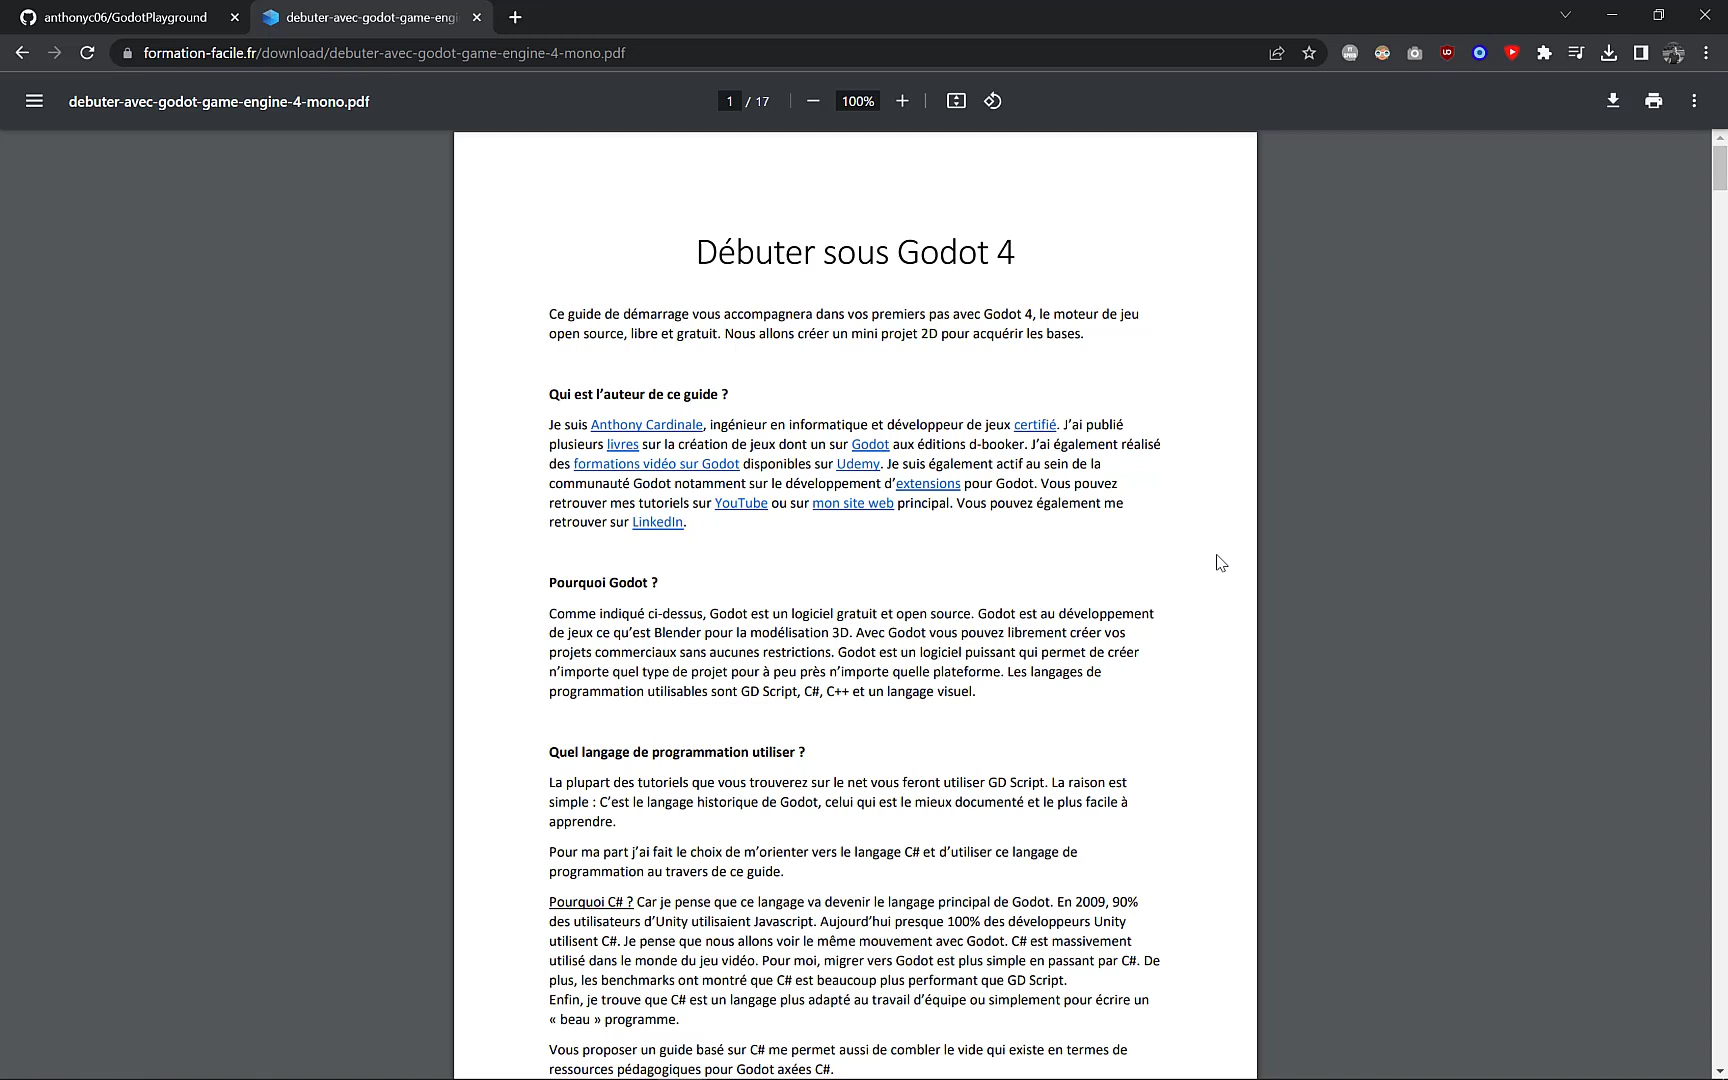 anthonyc06/GodotPlayground
debuter-avec-godot-game-engi
formation-facile.fr/download/debuter-avec-godot-game-engine-4-mono.pdf
debuter-avec-godot-game-engine-4-mono.pdf
1 / 17
100%
Débuter sous Godot 4
Ce guide de démarrage vous accompagnera dans vos premiers pas avec Godot 4, le moteur de jeu
open source, libre et gratuit. Nous allons créer un mini projet 2D pour acquérir les bases.
Qui est l’auteur de ce guide ?
Je suis Anthony Cardinale, ingénieur en informatique et développeur de jeux certifié. J’ai publié
plusieurs livres sur la création de jeux dont un sur Godot aux éditions d-booker. J’ai également réalisé
des formations vidéo sur Godot disponibles sur Udemy. Je suis également actif au sein de la
communauté Godot notamment sur le développement d’extensions pour Godot. Vous pouvez
retrouver mes tutoriels sur YouTube ou sur mon site web principal. Vous pouvez également me
retrouver sur LinkedIn.
Pourquoi Godot ?
Comme indiqué ci-dessus, Godot est un logiciel gratuit et open source. Godot est au développement
de jeux ce qu’est Blender pour la modélisation 3D. Avec Godot vous pouvez librement créer vos
projets commerciaux sans aucunes restrictions. Godot est un logiciel puissant qui permet de créer
n’importe quel type de projet pour à peu près n’importe quelle plateforme. Les langages de
programmation utilisables sont GD Script, C#, C++ et un langage visuel.
Quel langage de programmation utiliser ?
La plupart des tutoriels que vous trouverez sur le net vous feront utiliser GD Script. La raison est
simple : C’est le langage historique de Godot, celui qui est le mieux documenté et le plus facile à
apprendre.
Pour ma part j’ai fait le choix de m’orienter vers le langage C# et d’utiliser ce langage de
programmation au travers de ce guide.
Pourquoi C# ? Car je pense que ce langage va devenir le langage principal de Godot. En 2009, 90%
des utilisateurs d’Unity utilisaient Javascript. Aujourd’hui presque 100% des développeurs Unity
utilisent C#. Je pense que nous allons voir le même mouvement avec Godot. C# est massivement
utilisé dans le monde du jeu vidéo. Pour moi, migrer vers Godot est plus simple en passant par C#. De
plus, les benchmarks ont montré que C# est beaucoup plus performant que GD Script.
Enfin, je trouve que C# est un langage plus adapté au travail d’équipe ou simplement pour écrire un
« beau » programme.
Vous proposer un guide basé sur C# me permet aussi de combler le vide qui existe en termes de
ressources pédagogiques pour Godot axées C#.